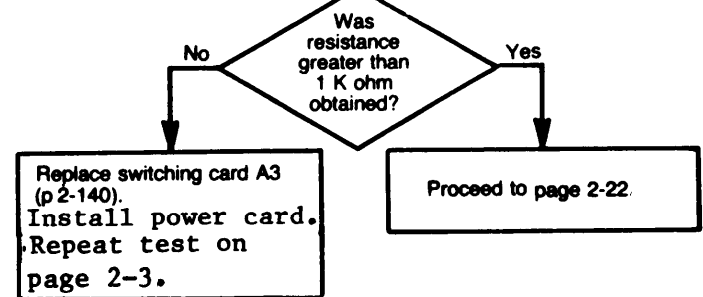 Was
resistance
greater than
1 K ohm
obtained?
No
Yes
Replace switching card A3
(p 2-140).
Install power card.
Repeat test on
page 2-3.
Proceed to page 2-22